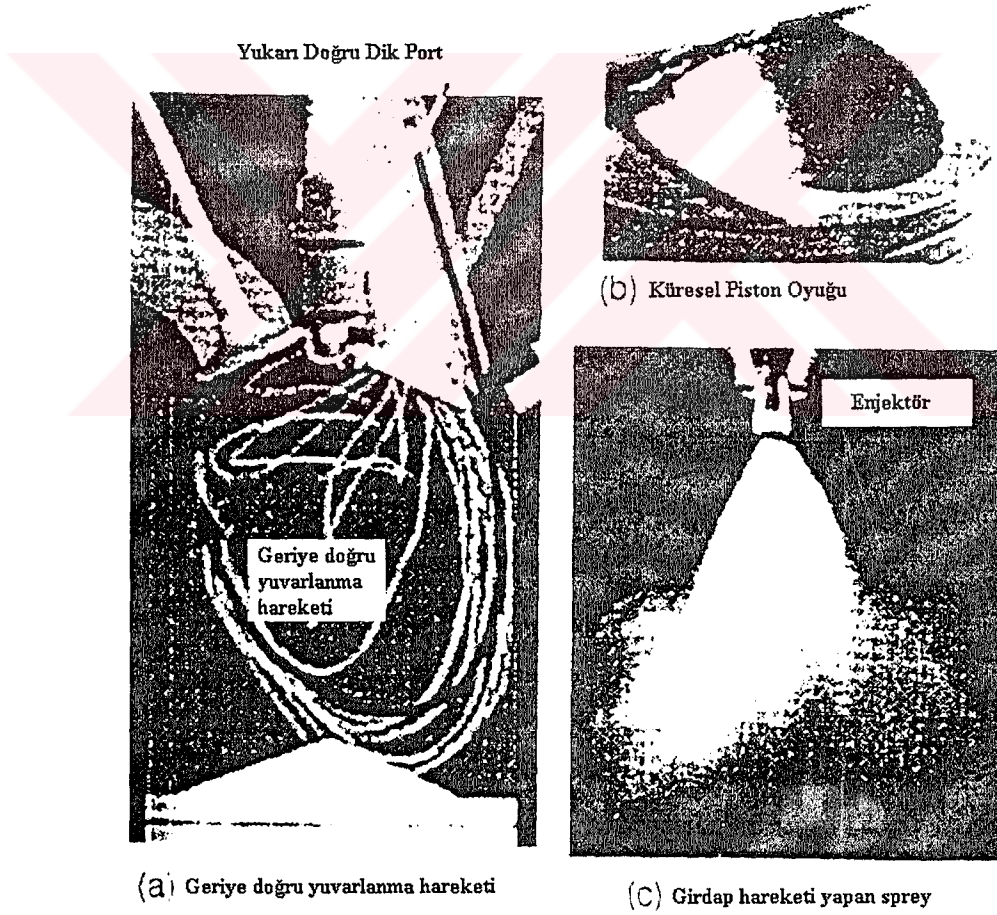 Yukarı Doğru Dik Port
Geriye doğru
yuvarlanma
hareketi
(a) Geriye doğru yuvarlanma hareketi
(b) Küresel Piston Oyuğu
Enjektör
(c) Girdap hareketi yapan sprey